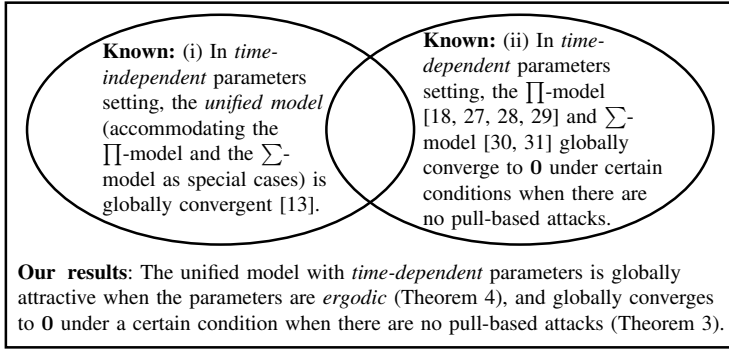 Known: (i) In time-
independent parameters
setting, the unified model
(accommodating the
∏-model and the ∑-
model as special cases) is
globally convergent [13].
Known: (ii) In time-
dependent parameters
setting, the ∏-model
[18, 27, 28, 29] and ∑-
model [30, 31] globally
converge to 0 under certain
conditions when there are
no pull-based attacks.
Our results: The unified model with time-dependent parameters is globally
attractive when the parameters are ergodic (Theorem 4), and globally converges
to 0 under a certain condition when there are no pull-based attacks (Theorem 3).